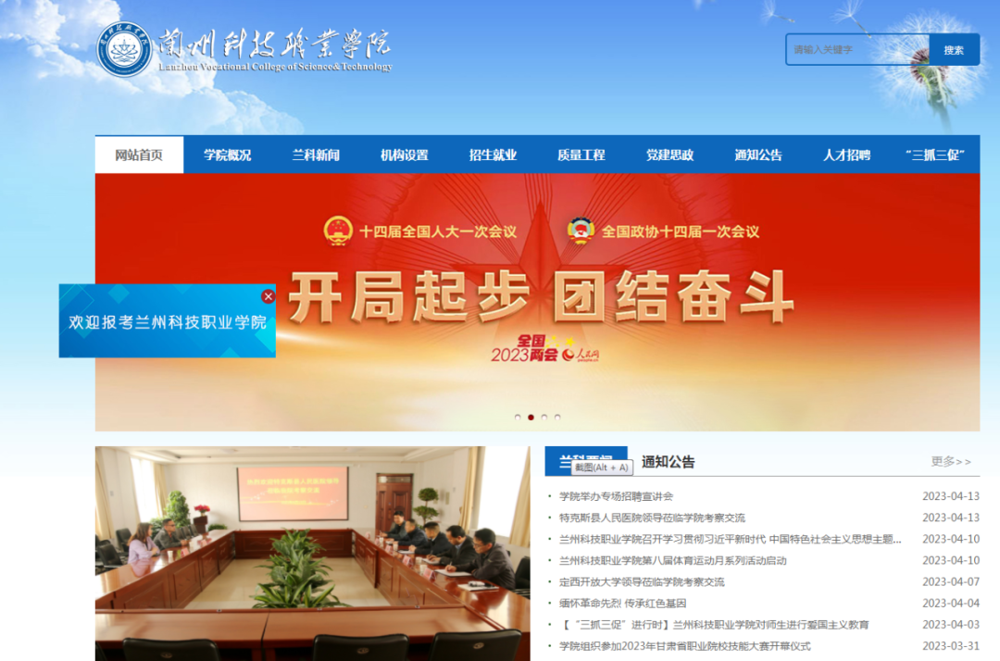 兰州科技职业学院
Lanzhou Vocational College of Science&Technology
请输入关键字
搜索
网站首页 学院概况 兰科新闻 机构设置 招生就业 质量工程 党建思政 通知公告 人才招聘 “三抓三促”
十四届全国人大一次会议 全国政协十四届一次会议
开局起步 团结奋斗
欢迎报考兰州科技职业学院
全国
2023两会 人民网
兰科要闻 通知公告 更多>>
截图(Alt + A)
· 学院举办专场招聘宣讲会 2023-04-13
· 特克斯县人民医院领导莅临学院考察交流 2023-04-13
· 兰州科技职业学院召开学习贯彻习近平新时代 中国特色社会主义思想主题... 2023-04-10
· 兰州科技职业学院第八届体育运动月系列活动启动 2023-04-10
· 定西开放大学领导莅临学院考察交流 2023-04-07
· 缅怀革命先烈 传承红色基因 2023-04-04
· 【“三抓三促”进行时】兰州科技职业学院对师生进行爱国主义教育 2023-04-03
· 学院组织参加2023年甘肃省职业院校技能大赛开幕仪式 2023-03-31